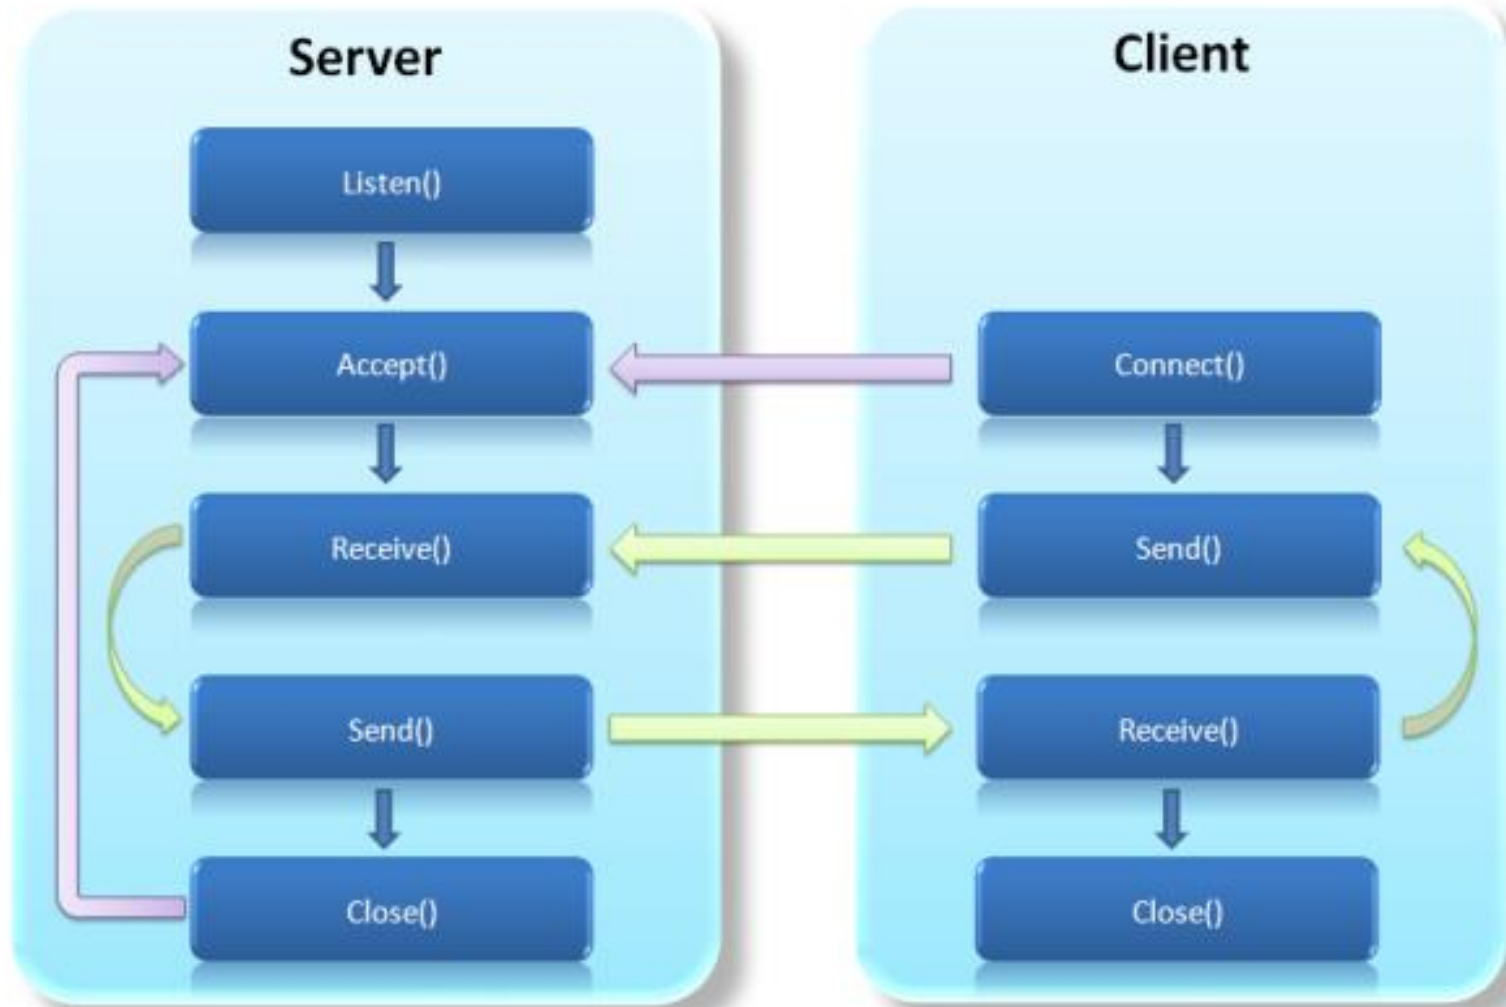 Server
Listen()
Accept()
Receive()
Send()
Close()
Client
Connect()
Send()
Receive()
Close()